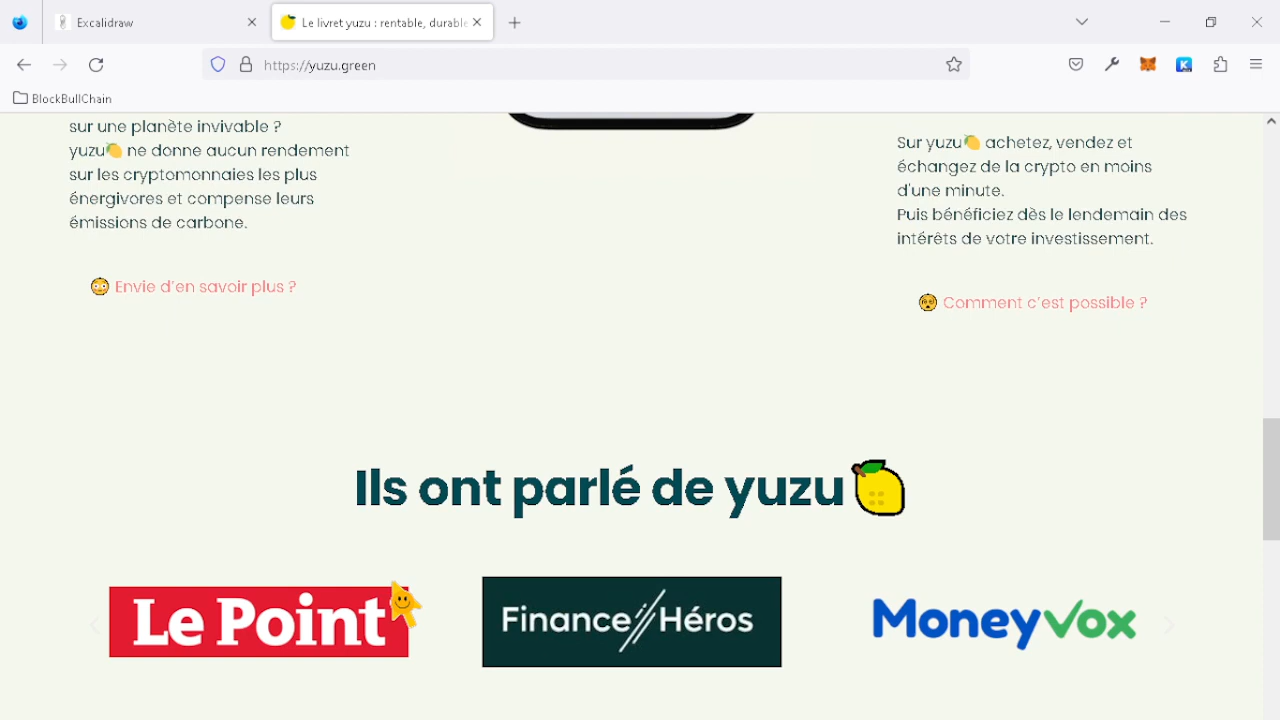 Excalidraw
Le livret yuzu : rentable, durable
https://yuzu.green
BlockBullChain
sur une planète invivable ?
yuzu🍋 ne donne aucun rendement
sur les cryptomonnaies les plus
énergivores et compense leurs
émissions de carbone.
😳 Envie d’en savoir plus ?
Sur yuzu🍋 achetez, vendez et
échangez de la crypto en moins
d'une minute.
Puis bénéficiez dès le lendemain des
intérêts de votre investissement.
😵 Comment c’est possible ?
Ils ont parlé de yuzu🍋
Le Point
Finance Héros
Moneyvox